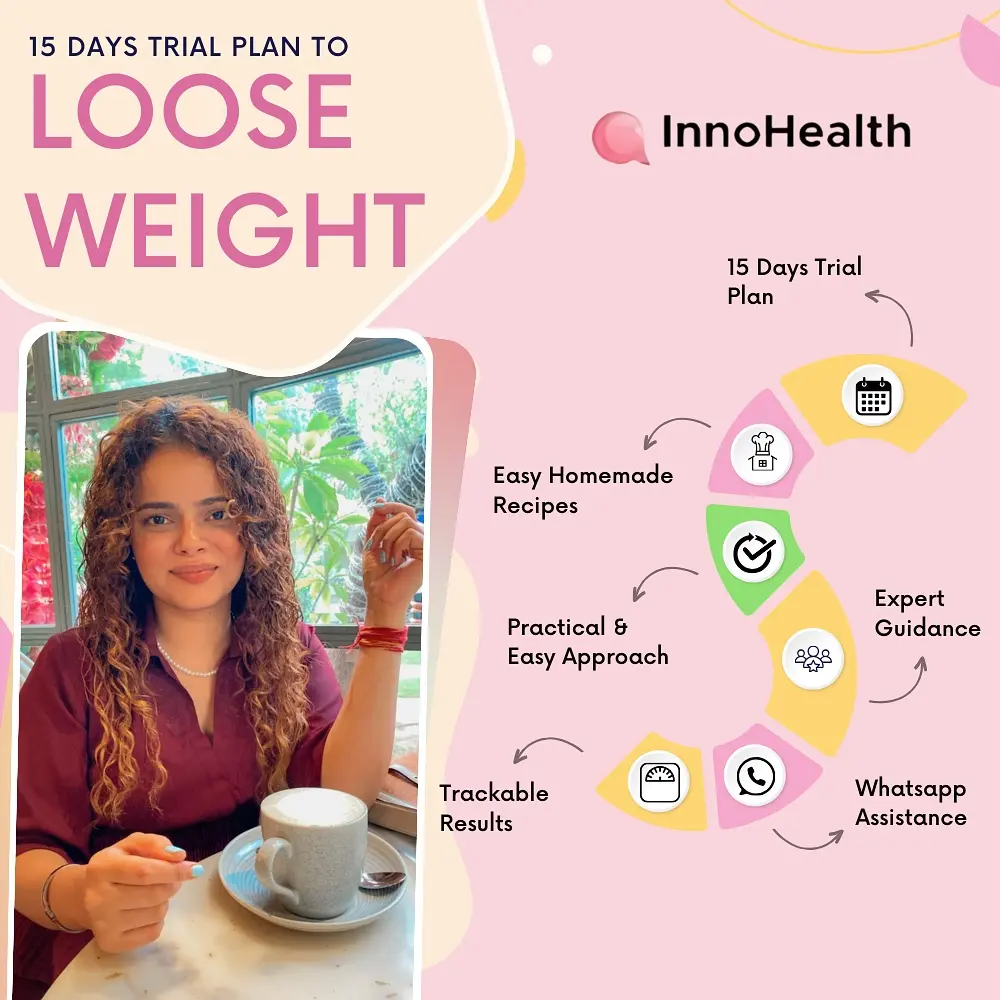 15 DAYS TRIAL PLAN TO
LOOSE
WEIGHT
InnoHealth
15 Days Trial
Plan
Easy Homemade
Recipes
Practical &
Easy Approach
Expert
Guidance
Trackable
Results
Whatsapp
Assistance